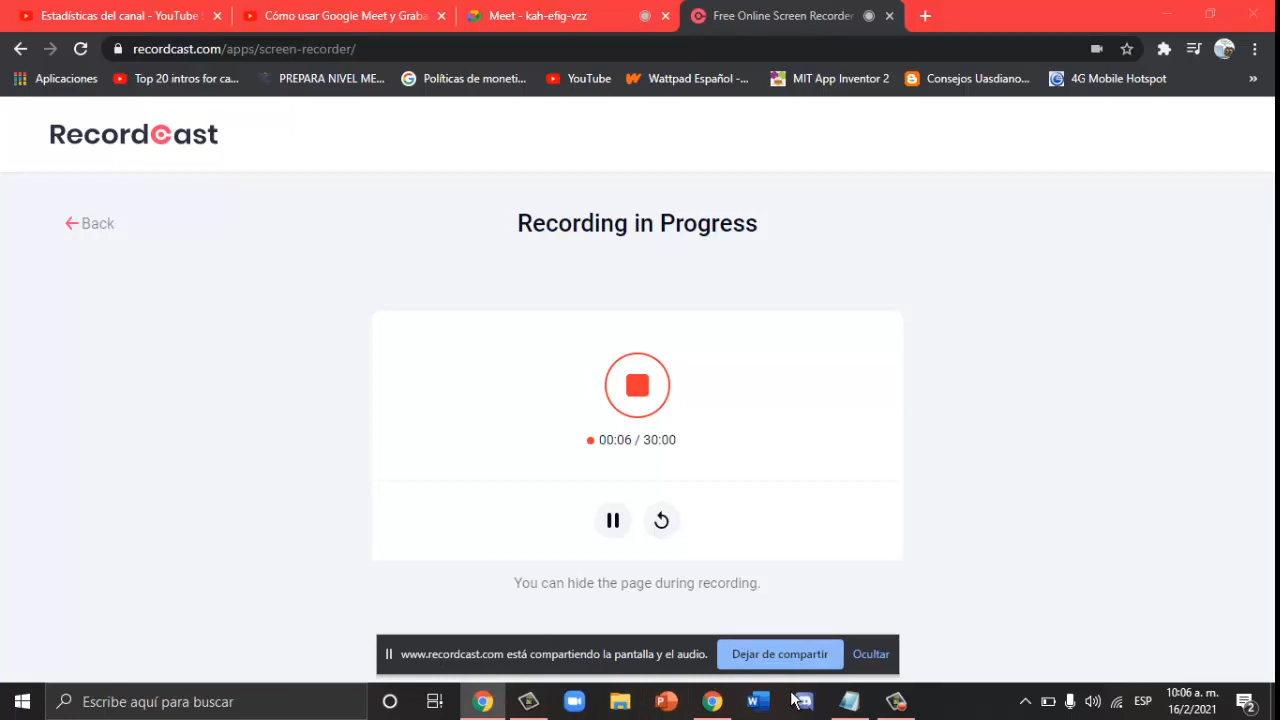 Estadísticas del canal - YouTube S
Cómo usar Google Meet y Graba
Meet - kah-efig-vzz
Free Online Screen Recorder
recordcast.com/apps/screen-recorder/
Aplicaciones
Top 20 intros for ca...
PREPARA NIVEL ME...
Políticas de moneti...
YouTube
Wattpad Español -...
MIT App Inventor 2
Consejos Uasdiano...
4G Mobile Hotspot
»
RecordCast
Back
Recording in Progress
00:06 / 30:00
You can hide the page during recording.
www.recordcast.com está compartiendo la pantalla y el audio.
Dejar de compartir
Ocultar
Escribe aquí para buscar
ESP
10:06 a. m.
16/2/2021
2